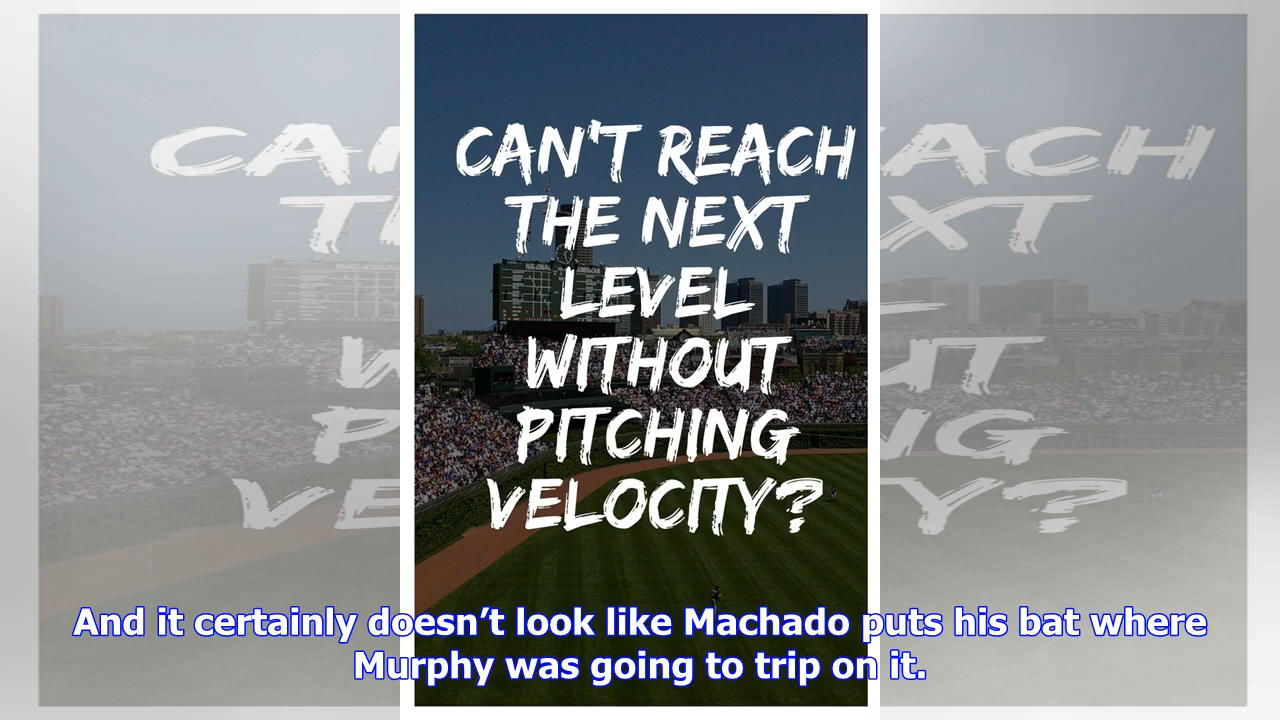 CAN'T REACH
THE NEXT
LEVEL
WITHOUT
PITCHING
VELOCITY?
And it certainly doesn’t look like Machado puts his bat where
Murphy was going to trip on it.